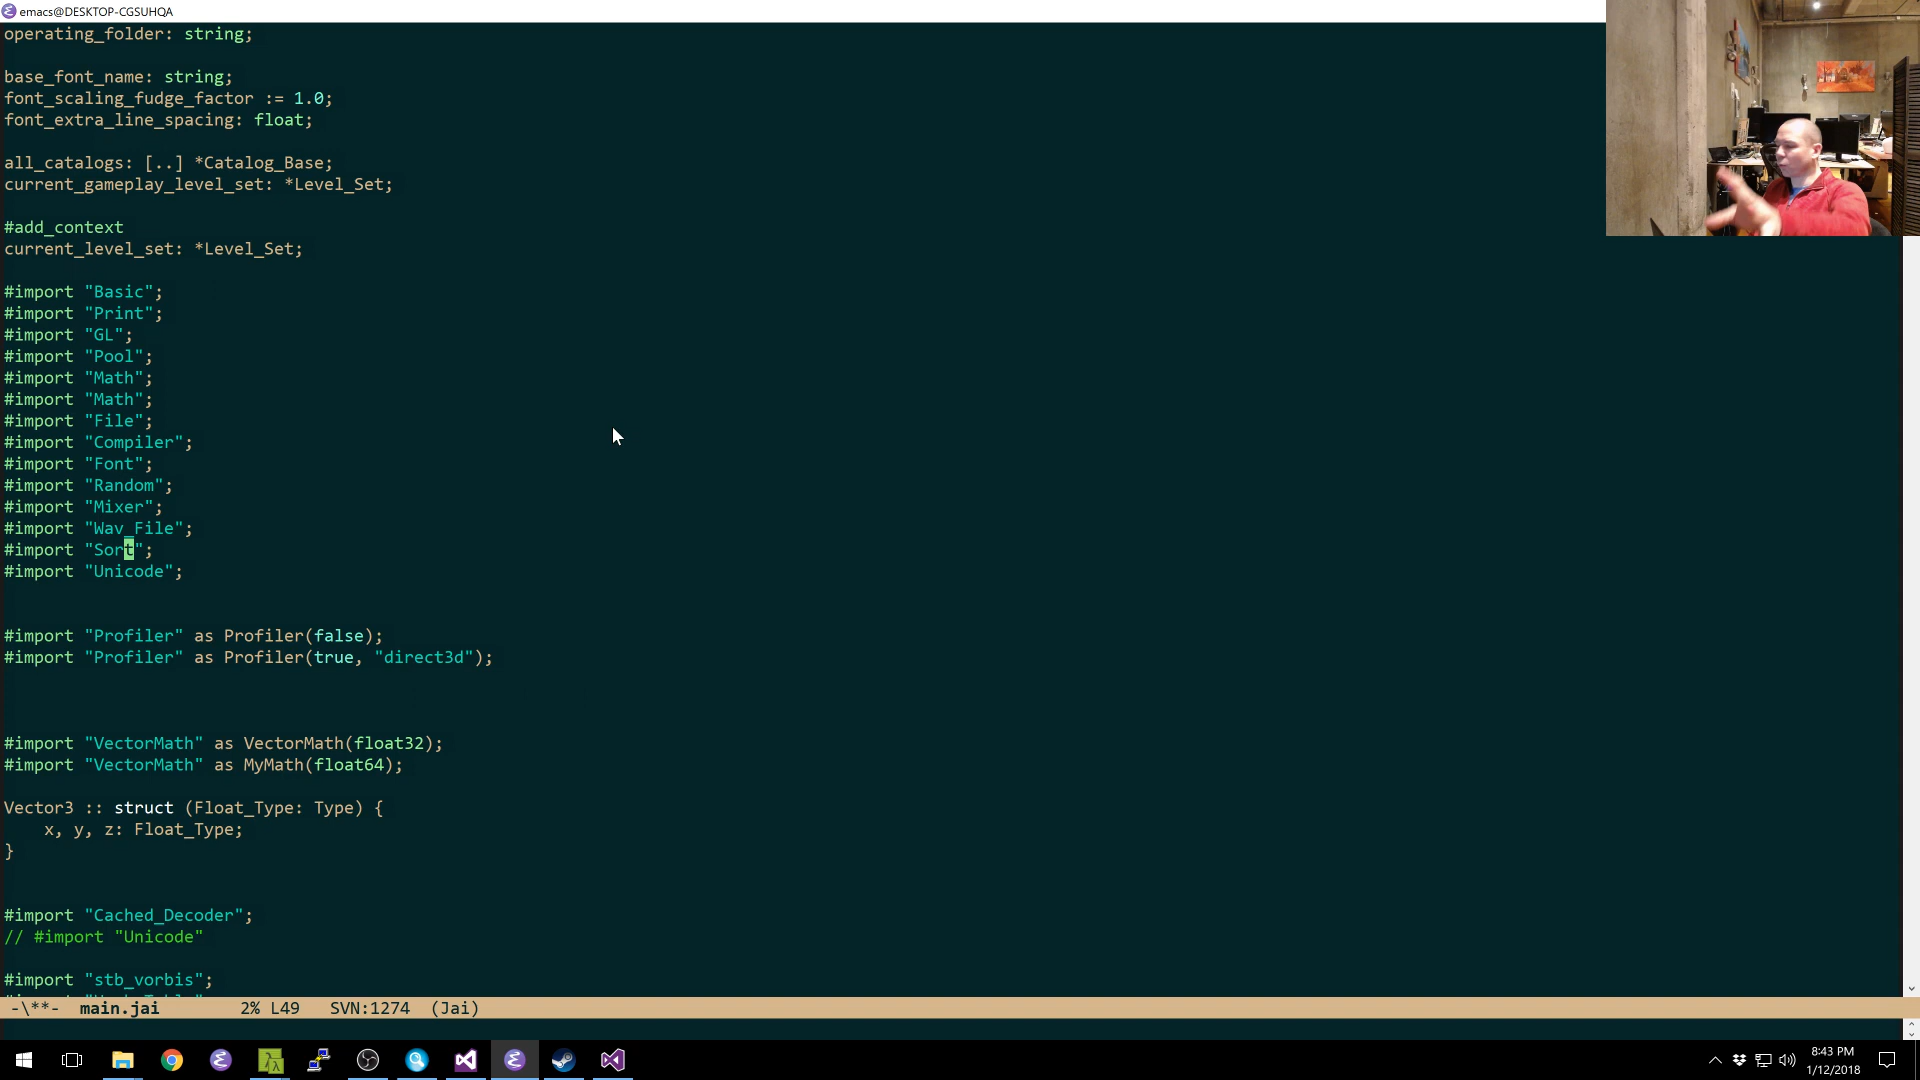 emacs@DESKTOP-CGSUHQA
operating_folder: string;
base_font_name: string;
font_scaling_fudge_factor := 1.0;
font_extra_line_spacing: float;
all_catalogs: [..] *Catalog_Base;
current_gameplay_level_set: *Level_Set;
#add_context
current_level_set: *Level_Set;
#import "Basic";
#import "Print";
#import "GL";
#import "Pool";
#import "Math";
#import "Math";
#import "File";
#import "Compiler";
#import "Font";
#import "Random";
#import "Mixer";
#import "Wav_File";
#import "Sort";
#import "Unicode";
#import "Profiler" as Profiler(false);
#import "Profiler" as Profiler(true, "direct3d");
#import "VectorMath" as VectorMath(float32);
#import "VectorMath" as MyMath(float64);
Vector3 :: struct (Float_Type: Type) {
x, y, z: Float_Type;
}
#import "Cached_Decoder";
// #import "Unicode"
#import "stb_vorbis";
-\**- main.jai 2% L49 SVN:1274 (Jai)
8:43 PM
1/12/2018